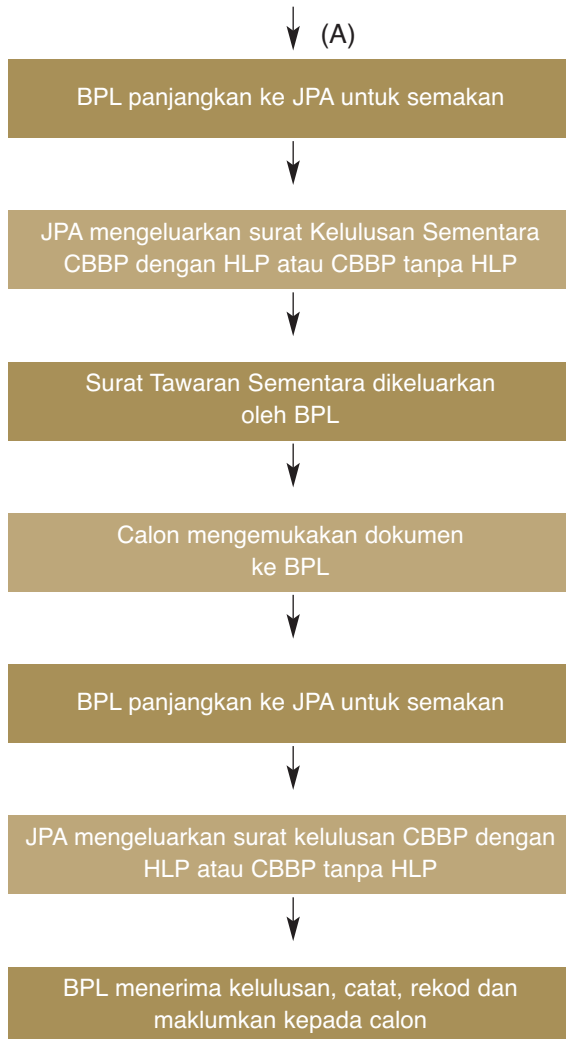 (A)
BPL panjangkan ke JPA untuk semakan
JPA mengeluarkan surat Kelulusan Sementara
CBBP dengan HLP atau CBBP tanpa HLP
Surat Tawaran Sementara dikeluarkan
oleh BPL
Calon mengemukakan dokumen
ke BPL
BPL panjangkan ke JPA untuk semakan
JPA mengeluarkan surat kelulusan CBBP dengan
HLP atau CBBP tanpa HLP
BPL menerima kelulusan, catat, rekod dan
maklumkan kepada calon